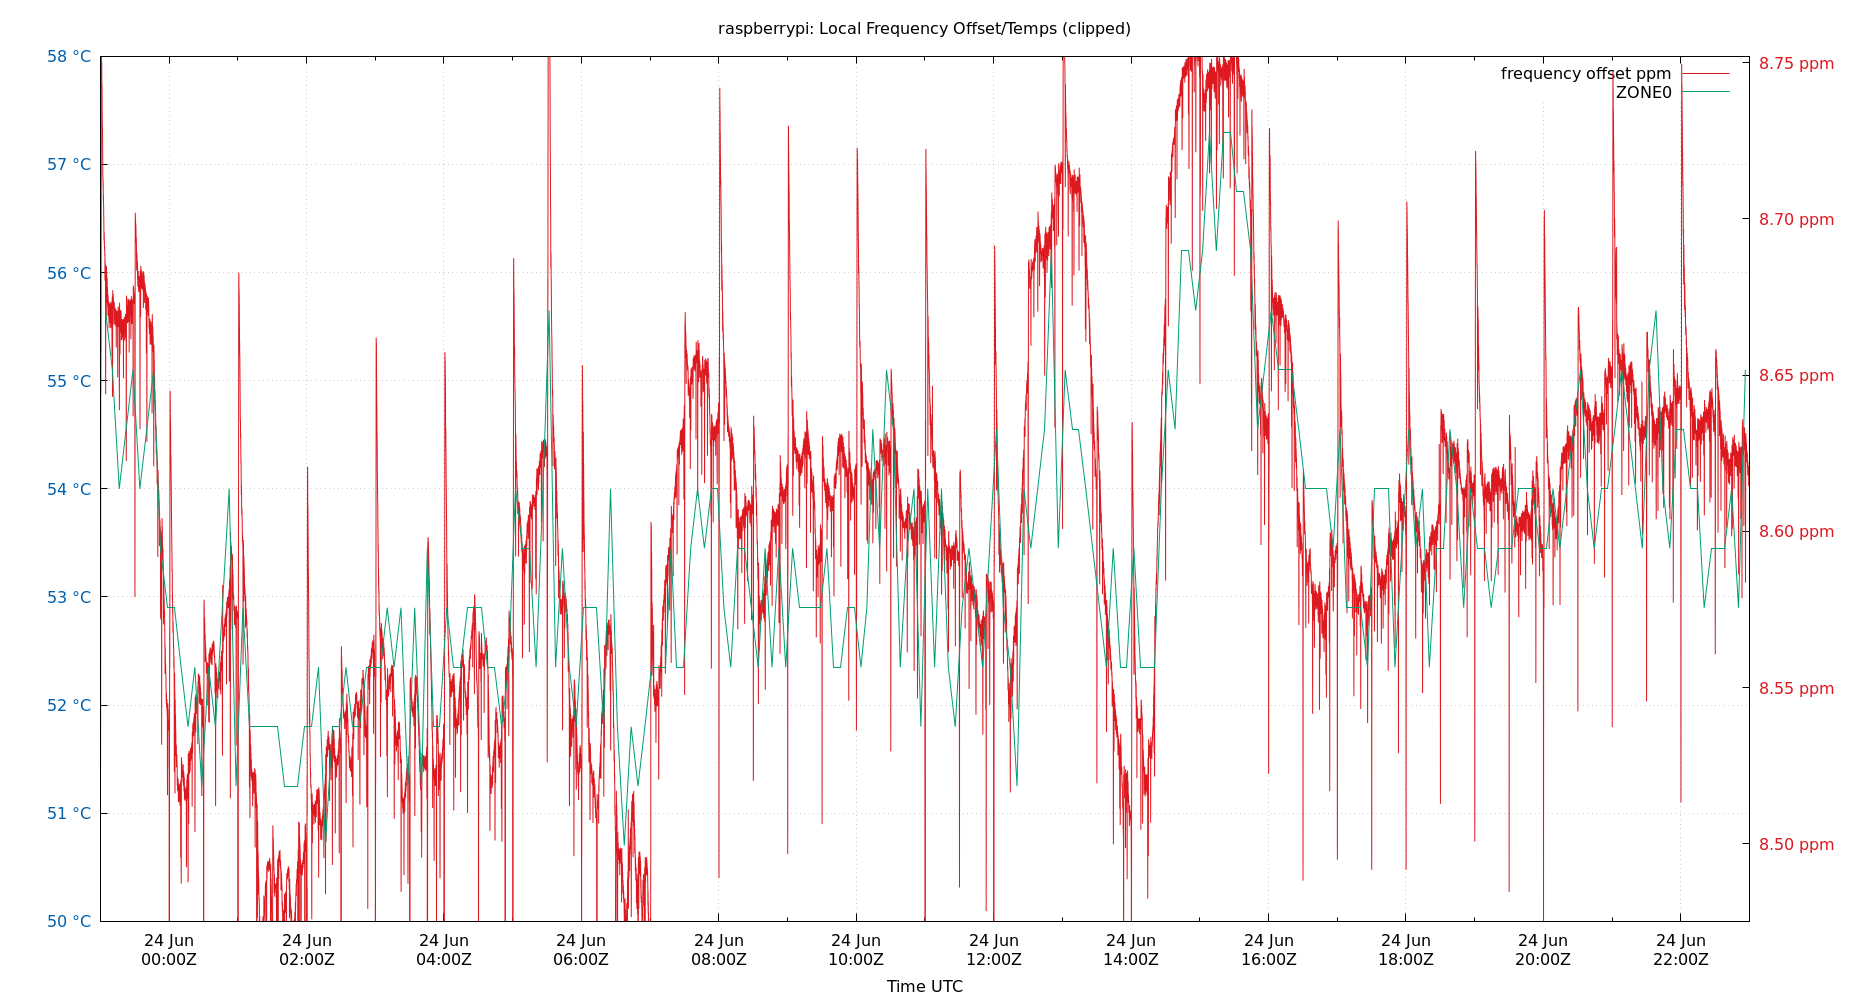 raspberrypi: Local Frequency Offset/Temps (clipped)
58 °C
57 °C
56 °C
55 °C
54 °C
53 °C
52 °C
51 °C
50 °C
8.75 ppm
8.70 ppm
8.65 ppm
8.60 ppm
8.55 ppm
8.50 ppm
frequency offset ppm
ZONE0
24 Jun 24 Jun 24 Jun 24 Jun 24 Jun 24 Jun 24 Jun 24 Jun 24 Jun 24 Jun 24 Jun 24 Jun
00:00Z 02:00Z 04:00Z 06:00Z 08:00Z 10:00Z 12:00Z 14:00Z 16:00Z 18:00Z 20:00Z 22:00Z
Time UTC